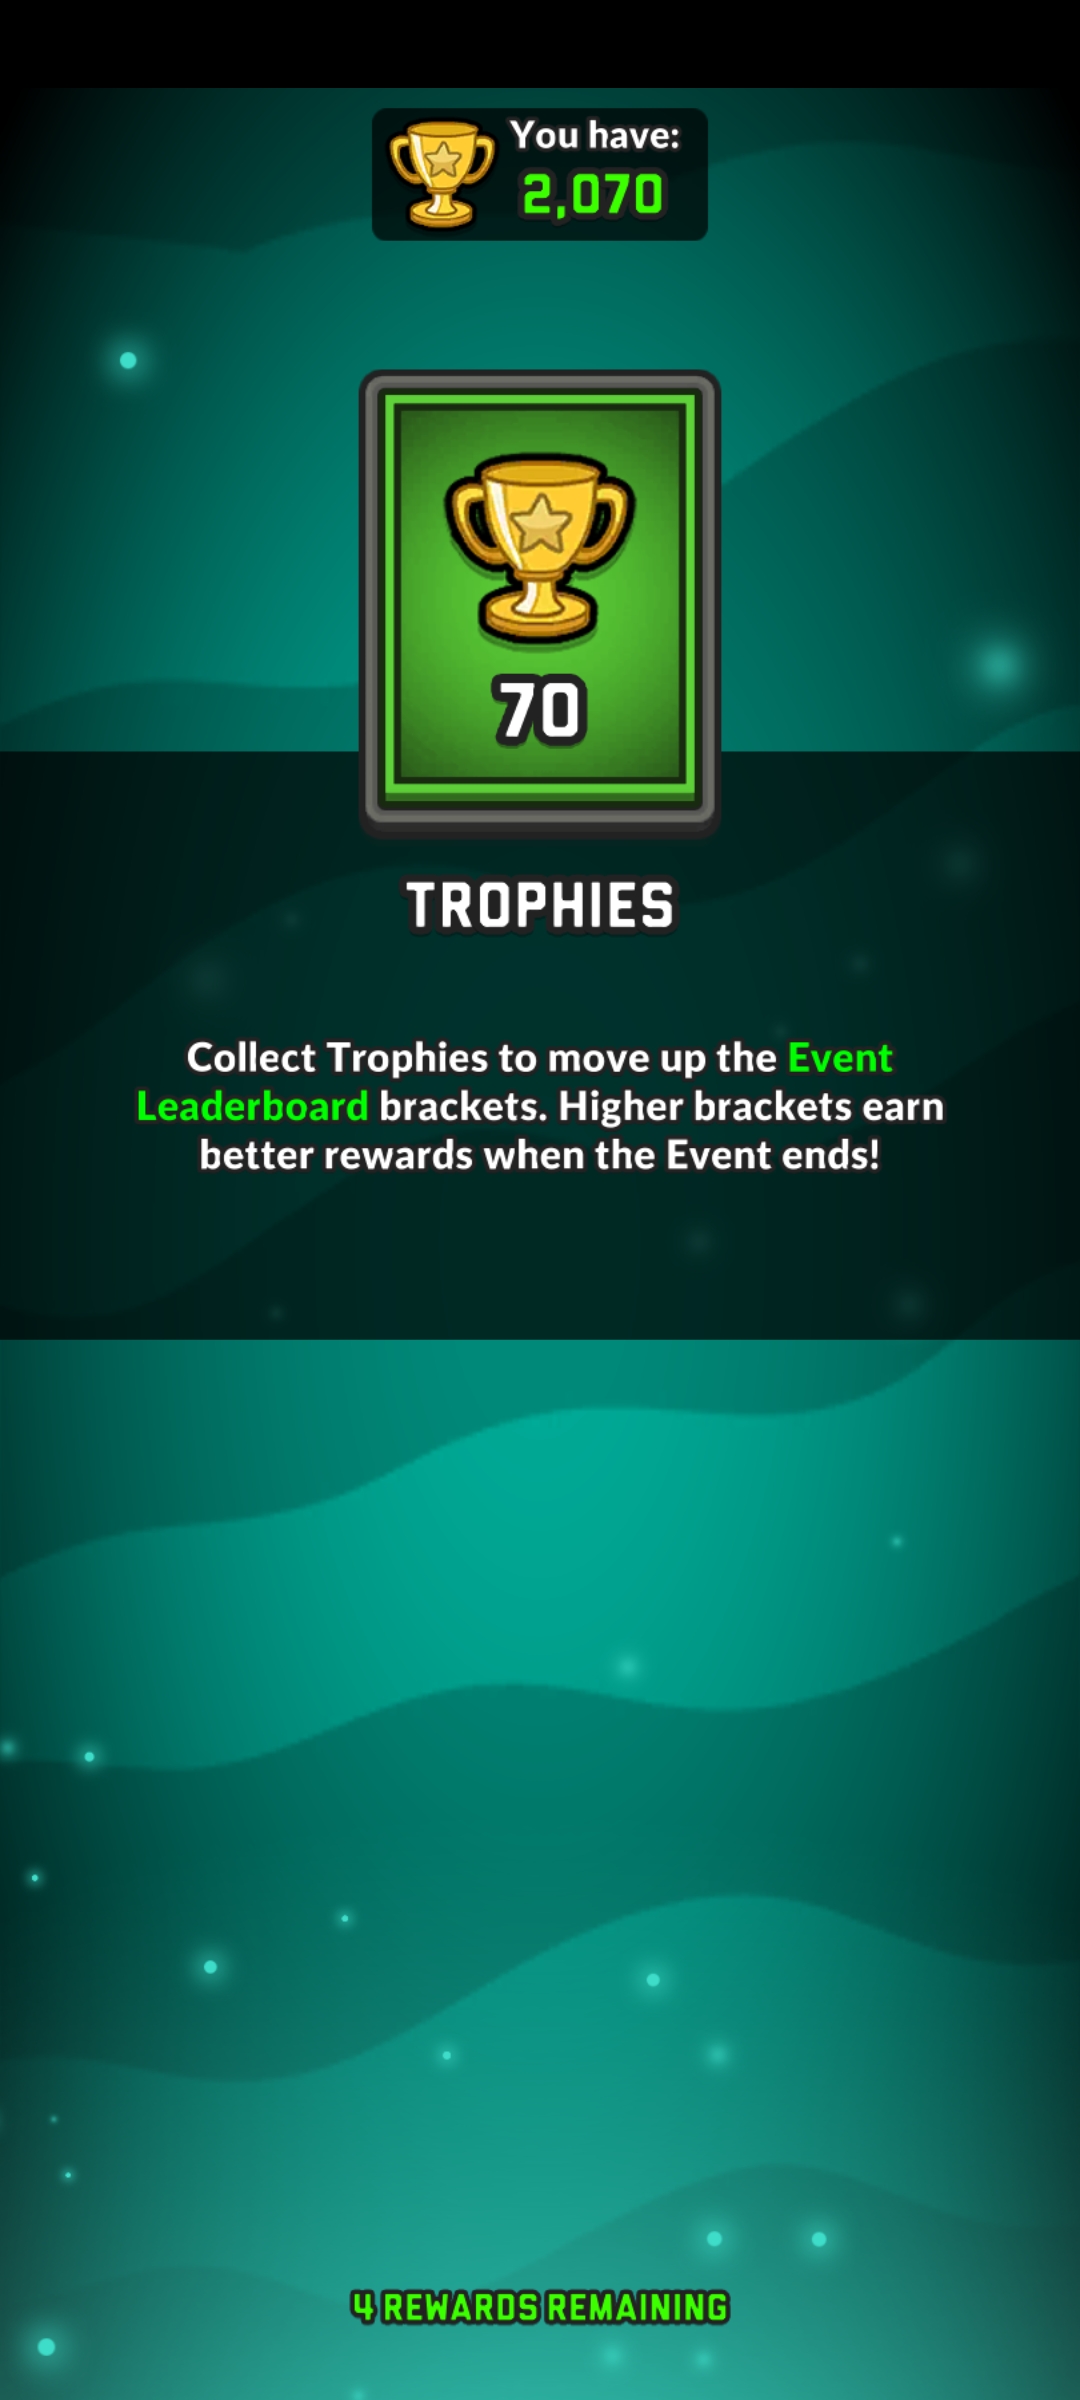 You have:
2,070
70
TROPHIES
Collect Trophies to move up the Event
Leaderboard brackets. Higher brackets earn
better rewards when the Event ends!
4 REWARDS REMAINING